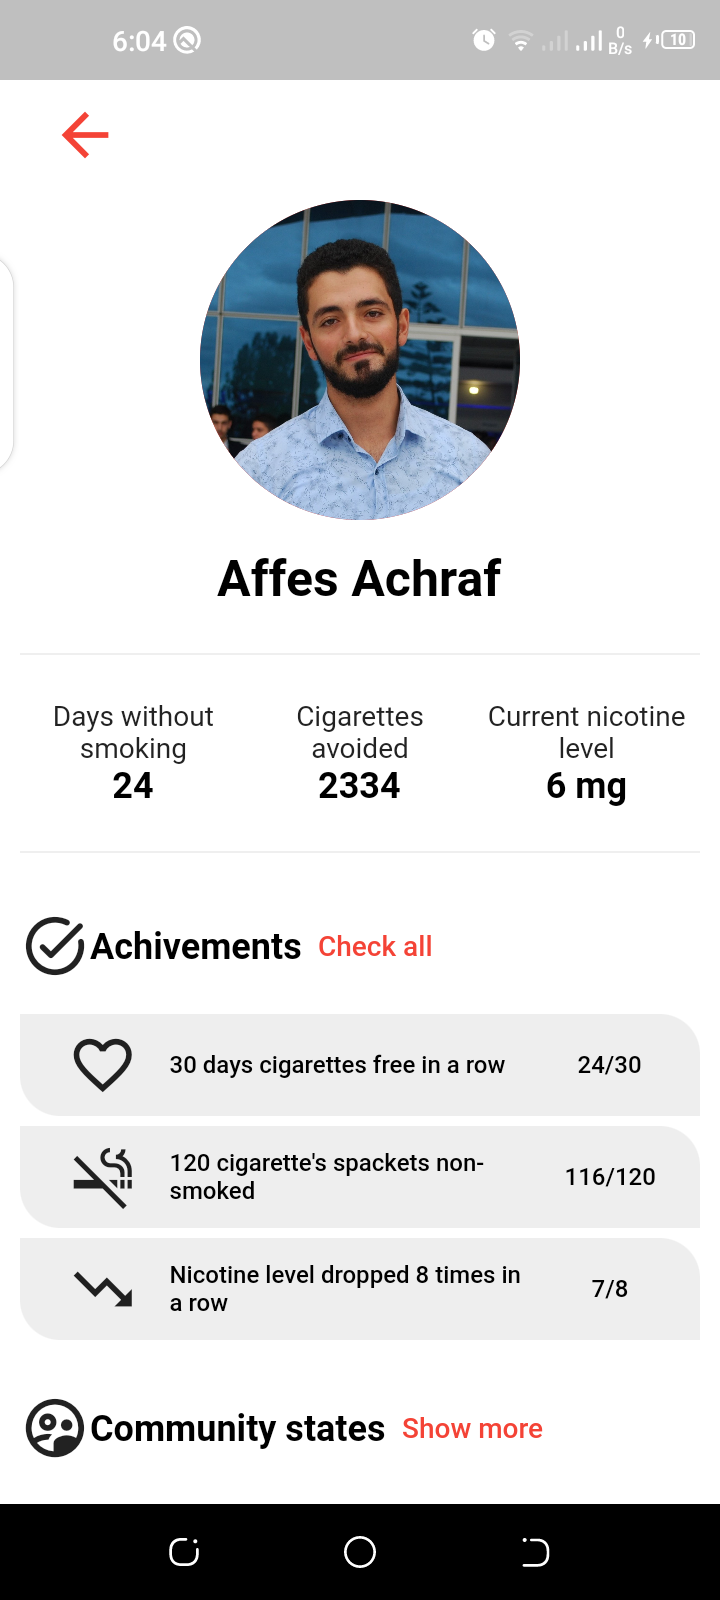 6:04
0
B/s
10
Affes Achraf
Days without
smoking
24
Cigarettes
avoided
2334
Current nicotine
level
6 mg
Achivements Check all
30 days cigarettes free in a row 24/30
120 cigarette's spackets non-
smoked
116/120
Nicotine level dropped 8 times in
a row
7/8
Community states Show more